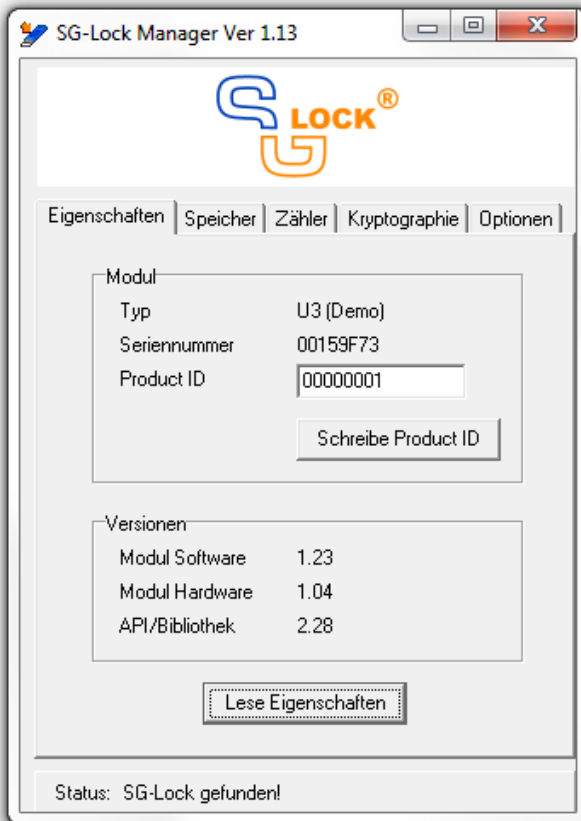 SG-Lock Manager Ver 1.13
SG LOCK®
Eigenschaften Speicher Zähler Kryptographie Optionen
Modul
Typ U3 (Demo)
Seriennummer 00159F73
Product ID 00000001
Schreibe Product ID
Versionen
Modul Software 1.23
Modul Hardware 1.04
API/Bibliothek 2.28
Lese Eigenschaften
Status: SG-Lock gefunden!